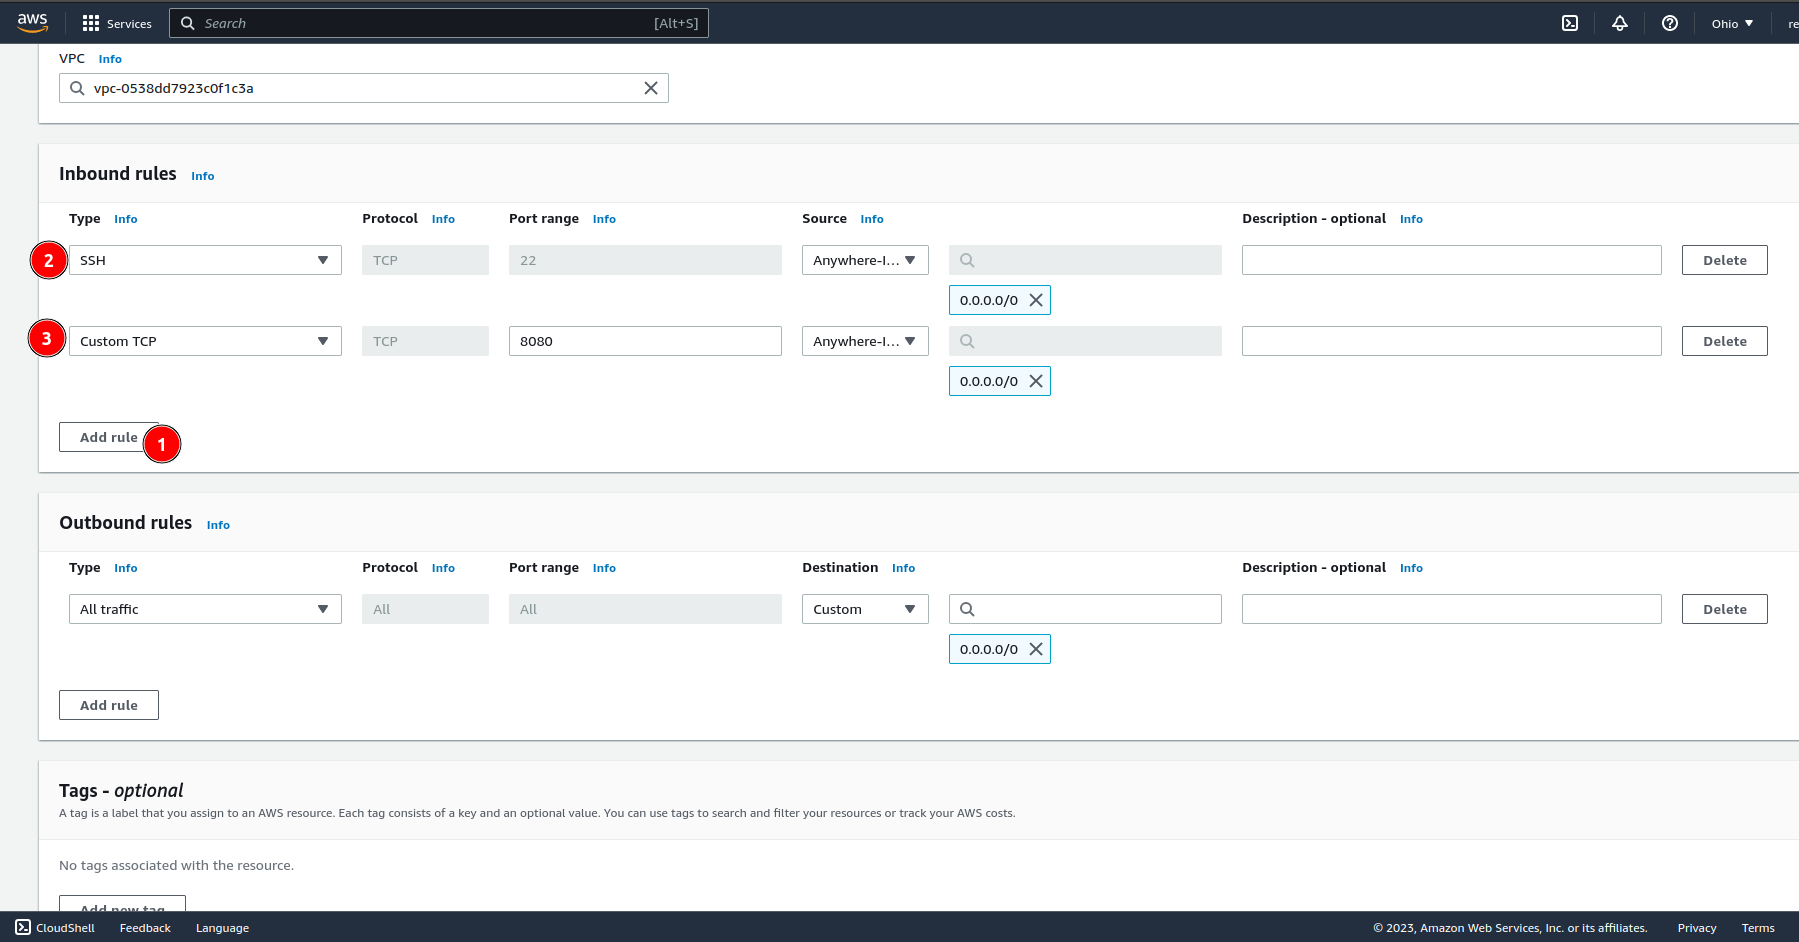 aws Services Search [Alt+S] Ohio
VPC Info
vpc-0538dd7923c0f1c3a
Inbound rules Info
Type Info Protocol Info Port range Info Source Info Description - optional Info
2 SSH TCP 22 Anywhere-I... Delete
0.0.0.0/0
3 Custom TCP TCP 8080 Anywhere-I... Delete
0.0.0.0/0
Add rule 1
Outbound rules Info
Type Info Protocol Info Port range Info Destination Info Description - optional Info
All traffic All All Custom Delete
0.0.0.0/0
Add rule
Tags - optional
A tag is a label that you assign to an AWS resource. Each tag consists of a key and an optional value. You can use tags to search and filter your resources or track your AWS costs.
No tags associated with the resource.
Add new tag
CloudShell Feedback Language © 2023, Amazon Web Services, Inc. or its affiliates. Privacy Terms